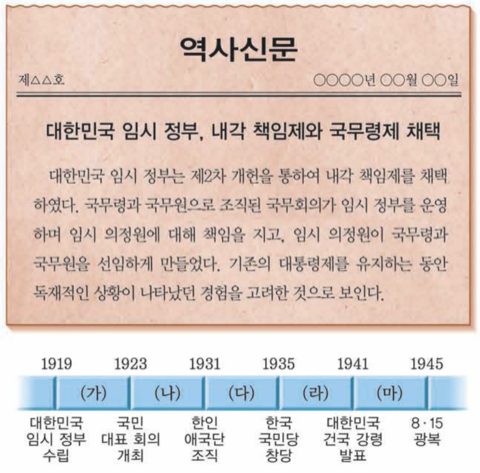 역사신문
제△△호 ○○○○년 ○○월 ○○일
대한민국 임시 정부, 내각 책임제와 국무령제 채택
대한민국 임시 정부는 제2차 개헌을 통하여 내각 책임제를 채택
하였다. 국무령과 국무원으로 조직된 국무회의가 임시 정부를 운영
하며 임시 의정원에 대해 책임을 지고, 임시 의정원이 국무령과
국무원을 선임하게 만들었다. 기존의 대통령제를 유지하는 동안
독재적인 상황이 나타났던 경험을 고려한 것으로 보인다.
1919 1923 1931 1935 1941 1945
(가) (나) (다) (라) (마)
대한민국 국민 한인 한국 대한민국 8·15
임시 정부 대표 회의 애국단 국민당 건국 강령 광복
수립 개최 조직 창당 발표